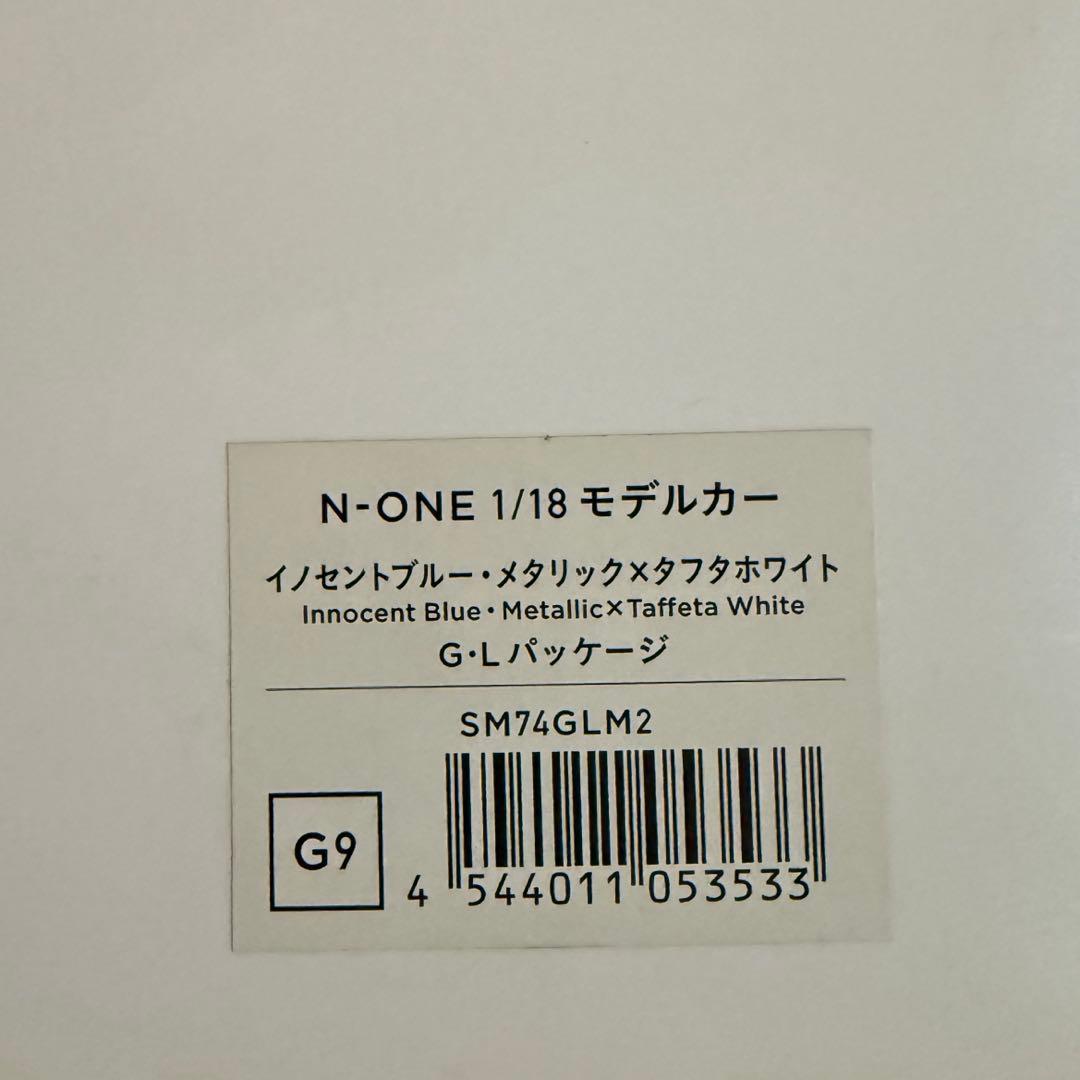 N-ONE 1/18 モデルカー
イノセントブルー・メタリック×タフタホワイト
Innocent Blue・Metallic×Taffeta White
G・L パッケージ
SM74GLM2
G9
4 544011 053533